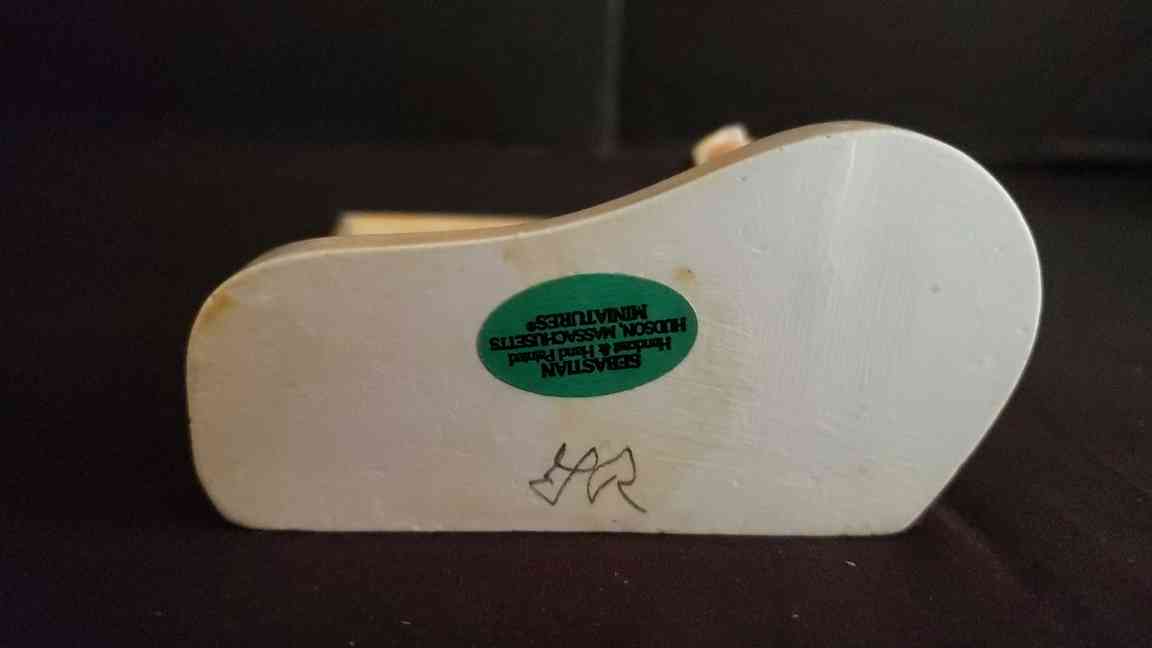 SEBASTIAN
Handcast & Hand Painted
HUDSON, MASSACHUSETTS
MINIATURES®